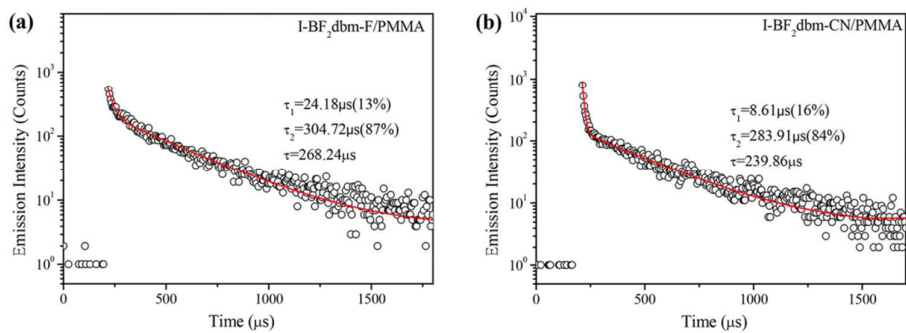 (a)
I-BF₂dbm-F/PMMA
τ₁=24.18μs(13%)
τ₂=304.72μs(87%)
τ=268.24μs
Emission Intensity (Counts)
10³
10²
10¹
10⁰
0 500 1000 1500
Time (μs)
(b)
I-BF₂dbm-CN/PMMA
τ₁=8.61μs(16%)
τ₂=283.91μs(84%)
τ=239.86μs
Emission Intensity (Counts)
10⁴
10³
10²
10¹
10⁰
0 500 1000 1500
Time (μs)